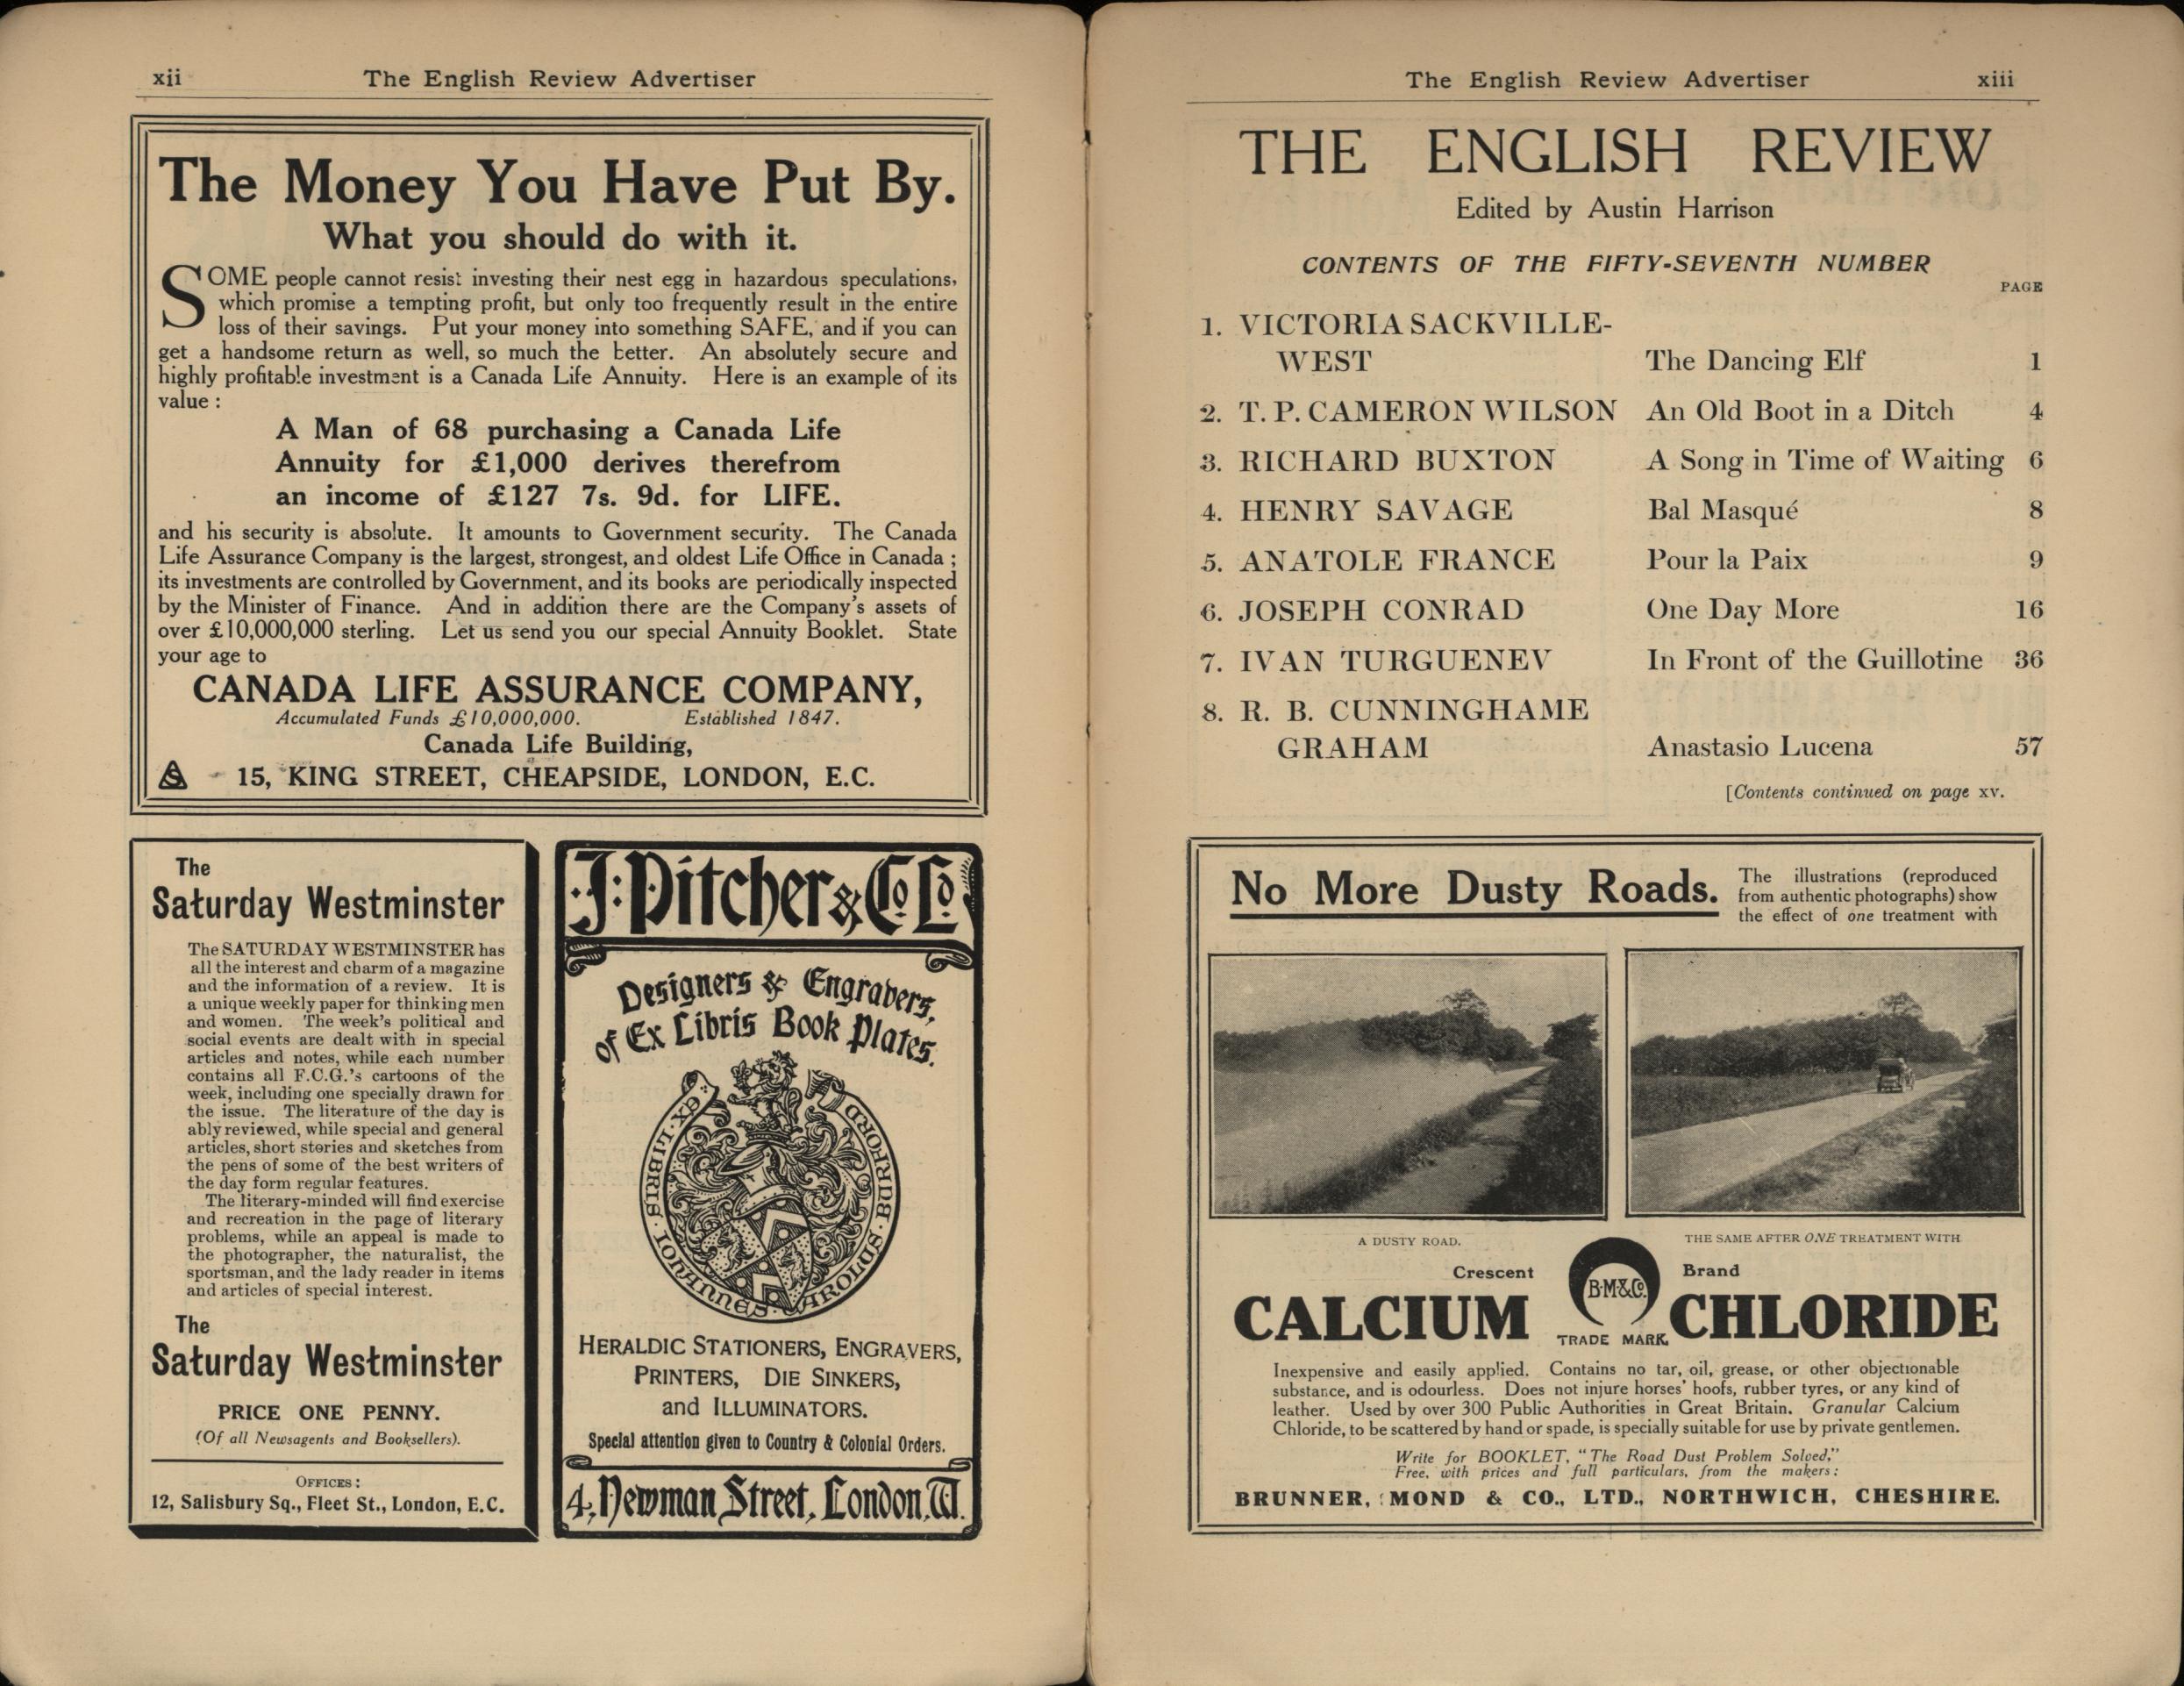 xii The English Review Advertiser
The Money You Have Put By.
What you should do with it.
SOME people cannot resist investing their nest egg in hazardous speculations,
which promise a tempting profit, but only too frequently result in the entire
loss of their savings. Put your money into something SAFE, and if you can
get a handsome return as well, so much the better. An absolutely secure and
highly profitable investment is a Canada Life Annuity. Here is an example of its
value :
A Man of 68 purchasing a Canada Life
Annuity for £1,000 derives therefrom
an income of £127 7s. 9d. for LIFE.
and his security is absolute. It amounts to Government security. The Canada
Life Assurance Company is the largest, strongest, and oldest Life Office in Canada ;
its investments are controlled by Government, and its books are periodically inspected
by the Minister of Finance. And in addition there are the Company's assets of
over £10,000,000 sterling. Let us send you our special Annuity Booklet. State
your age to
CANADA LIFE ASSURANCE COMPANY,
Accumulated Funds £10,000,000. Established 1847.
Canada Life Building,
15, KING STREET, CHEAPSIDE, LONDON, E.C.
The
Saturday Westminster
The SATURDAY WESTMINSTER has
all the interest and charm of a magazine
and the information of a review. It is
a unique weekly paper for thinking men
and women. The week's political and
social events are dealt with in special
articles and notes, while each number
contains all F.C.G.'s cartoons of the
week, including one specially drawn for
the issue. The literature of the day is
ably reviewed, while special and general
articles, short stories and sketches from
the pens of some of the best writers of
the day form regular features.
The literary-minded will find exercise
and recreation in the page of literary
problems, while an appeal is made to
the photographer, the naturalist, the
sportsman, and the lady reader in items
and articles of special interest.
The
Saturday Westminster
PRICE ONE PENNY.
(Of all Newsagents and Booksellers).
OFFICES :
12, Salisbury Sq., Fleet St., London, E.C.
J. Pitcher & Co Ld
Designers & Engravers,
of Ex Libris Book Plates.
EX · LIBRIS · IOHANNES · CAROLUS · BURFORD
HERALDIC STATIONERS, ENGRAVERS,
PRINTERS, DIE SINKERS,
and ILLUMINATORS.
Special attention given to Country & Colonial Orders.
4, Newman Street, London, W.
The English Review Advertiser xiii
THE ENGLISH REVIEW
Edited by Austin Harrison
CONTENTS OF THE FIFTY-SEVENTH NUMBER
PAGE
1. VICTORIA SACKVILLE-
WEST The Dancing Elf 1
2. T. P. CAMERON WILSON An Old Boot in a Ditch 4
3. RICHARD BUXTON A Song in Time of Waiting 6
4. HENRY SAVAGE Bal Masqué 8
5. ANATOLE FRANCE Pour la Paix 9
6. JOSEPH CONRAD One Day More 16
7. IVAN TURGUENEV In Front of the Guillotine 36
8. R. B. CUNNINGHAME
GRAHAM Anastasio Lucena 57
[Contents continued on page xv.
No More Dusty Roads.
The illustrations (reproduced
from authentic photographs) show
the effect of one treatment with
A DUSTY ROAD.
THE SAME AFTER ONE TREATMENT WITH
Crescent Brand
B·M·&Co.
CALCIUM CHLORIDE
TRADE MARK
Inexpensive and easily applied. Contains no tar, oil, grease, or other objectionable
substance, and is odourless. Does not injure horses' hoofs, rubber tyres, or any kind of
leather. Used by over 300 Public Authorities in Great Britain. Granular Calcium
Chloride, to be scattered by hand or spade, is specially suitable for use by private gentlemen.
Write for BOOKLET, "The Road Dust Problem Solved,"
Free, with prices and full particulars, from the makers :
BRUNNER, MOND & CO., LTD., NORTHWICH, CHESHIRE.